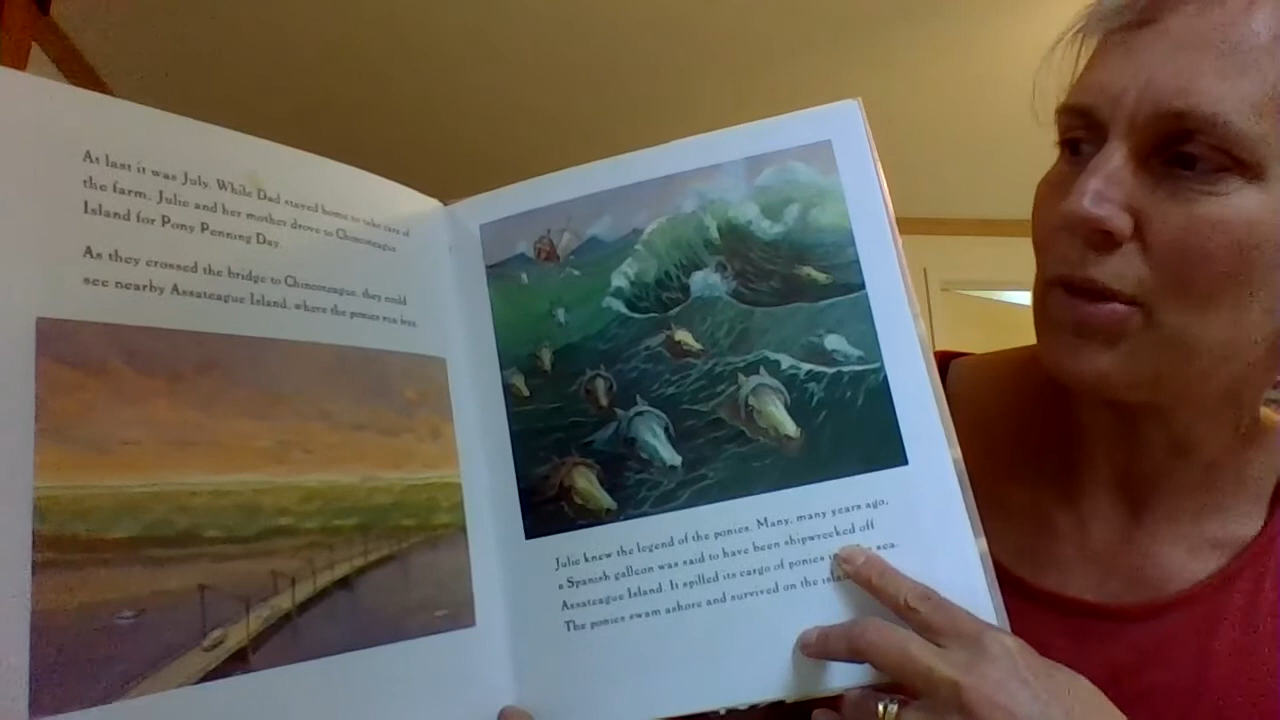 At last it was July. While Dad stayed home to take care of
the farm, Julie and her mother drove to Chincoteague
Island for Pony Penning Day.
As they crossed the bridge to Chincoteague, they could
see nearby Assateague Island, where the ponies run free.
Julie knew the legend of the ponies. Many, many years ago,
a Spanish galleon was said to have been shipwrecked off
Assateague Island. It spilled its cargo of ponies sea.
The ponies swam ashore and survived on the